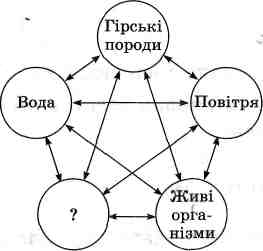 Гірські
породи
Вода
Повітря
?
Живі
орга-
нізми